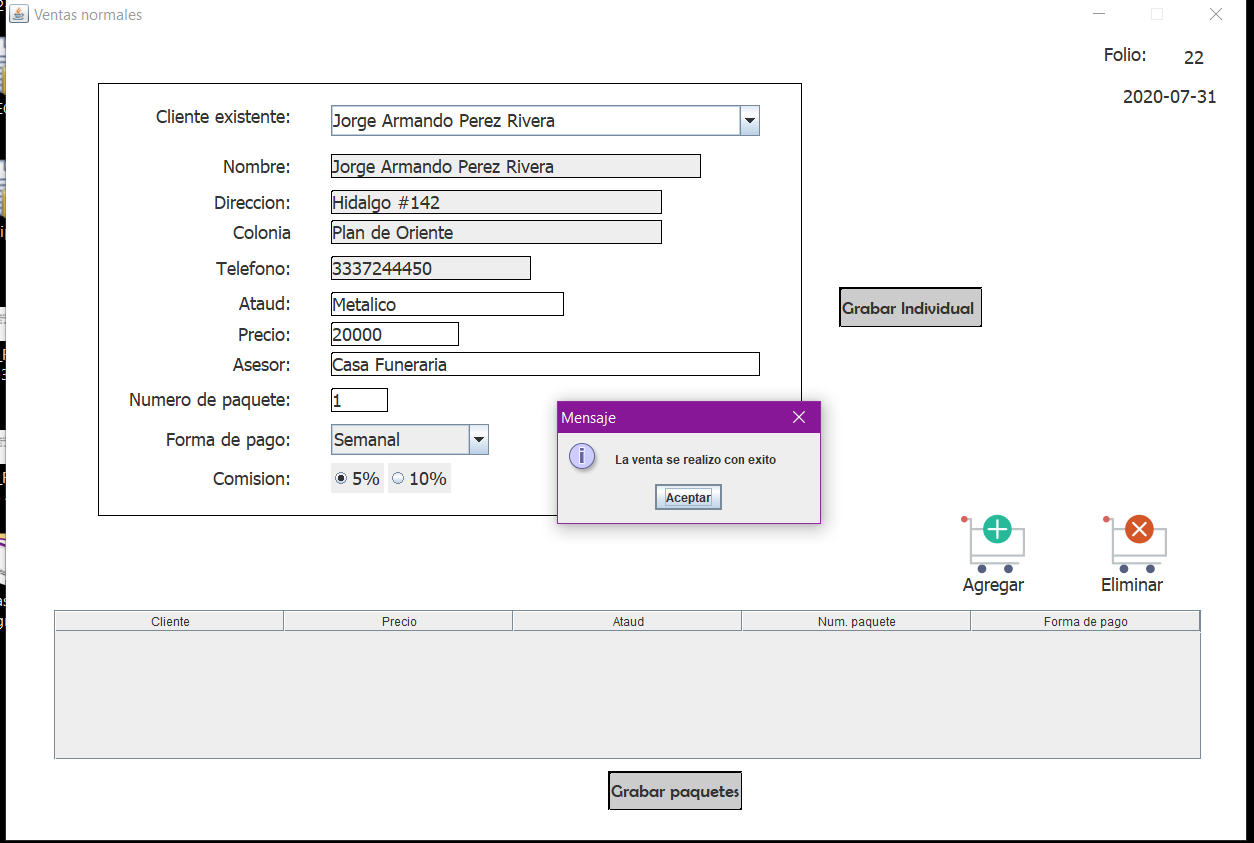 Ventas normales
Folio: 22
2020-07-31
Cliente existente: Jorge Armando Perez Rivera
Nombre: Jorge Armando Perez Rivera
Direccion: Hidalgo #142
Colonia Plan de Oriente
Telefono: 3337244450
Ataud: Metalico
Grabar Individual
Precio: 20000
Asesor: Casa Funeraria
Numero de paquete: 1
Forma de pago: Semanal
Comision: 5% 10%
Mensaje
La venta se realizo con exito
Aceptar
Agregar Eliminar
Cliente Precio Ataud Num. paquete Forma de pago
Grabar paquetes